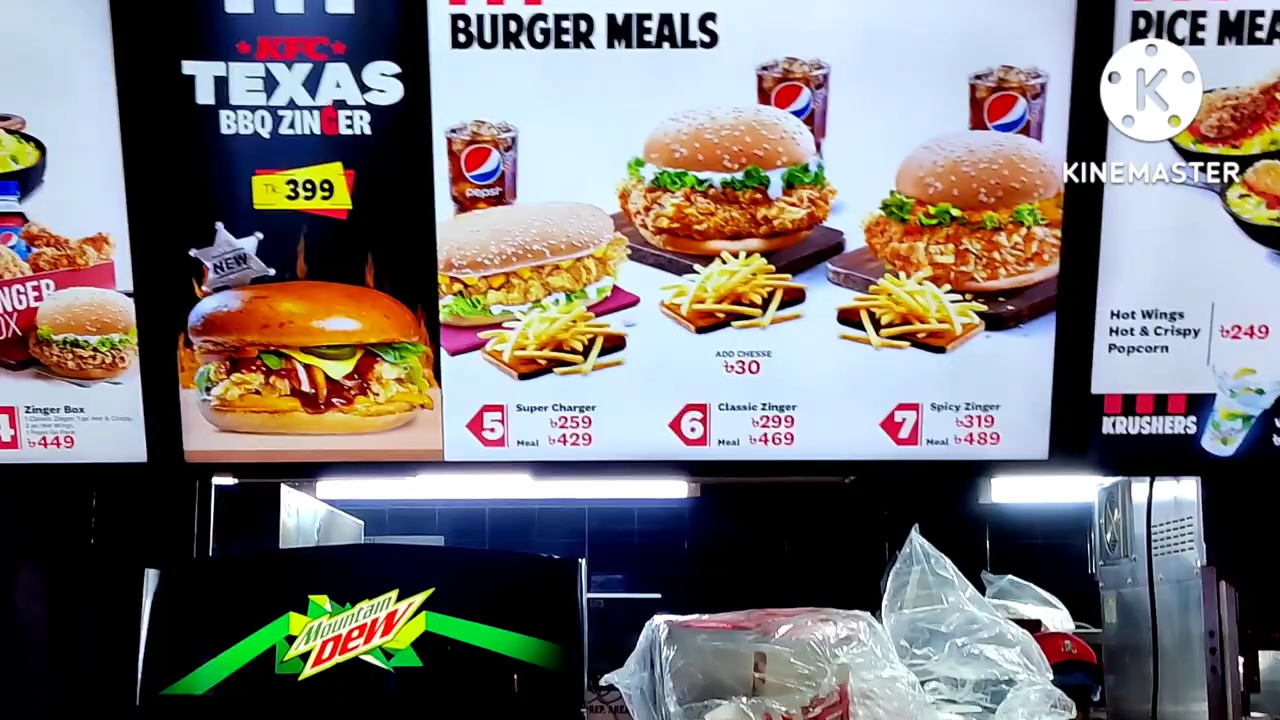 KFC
TEXAS
BBQ ZINGER
Tk. 399
NEW
BURGER MEALS
pepsi
ADD CHESSE
৳30
5 Super Charger
৳259
Meal ৳429
6 Classic Zinger
৳299
Meal ৳469
7 Spicy Zinger
৳319
Meal ৳489
4 Zinger Box
৳449
RICE MEA
K
KINEMASTER
Hot Wings
Hot & Crispy
Popcorn
৳249
KRUSHERS
Mountain
DEW